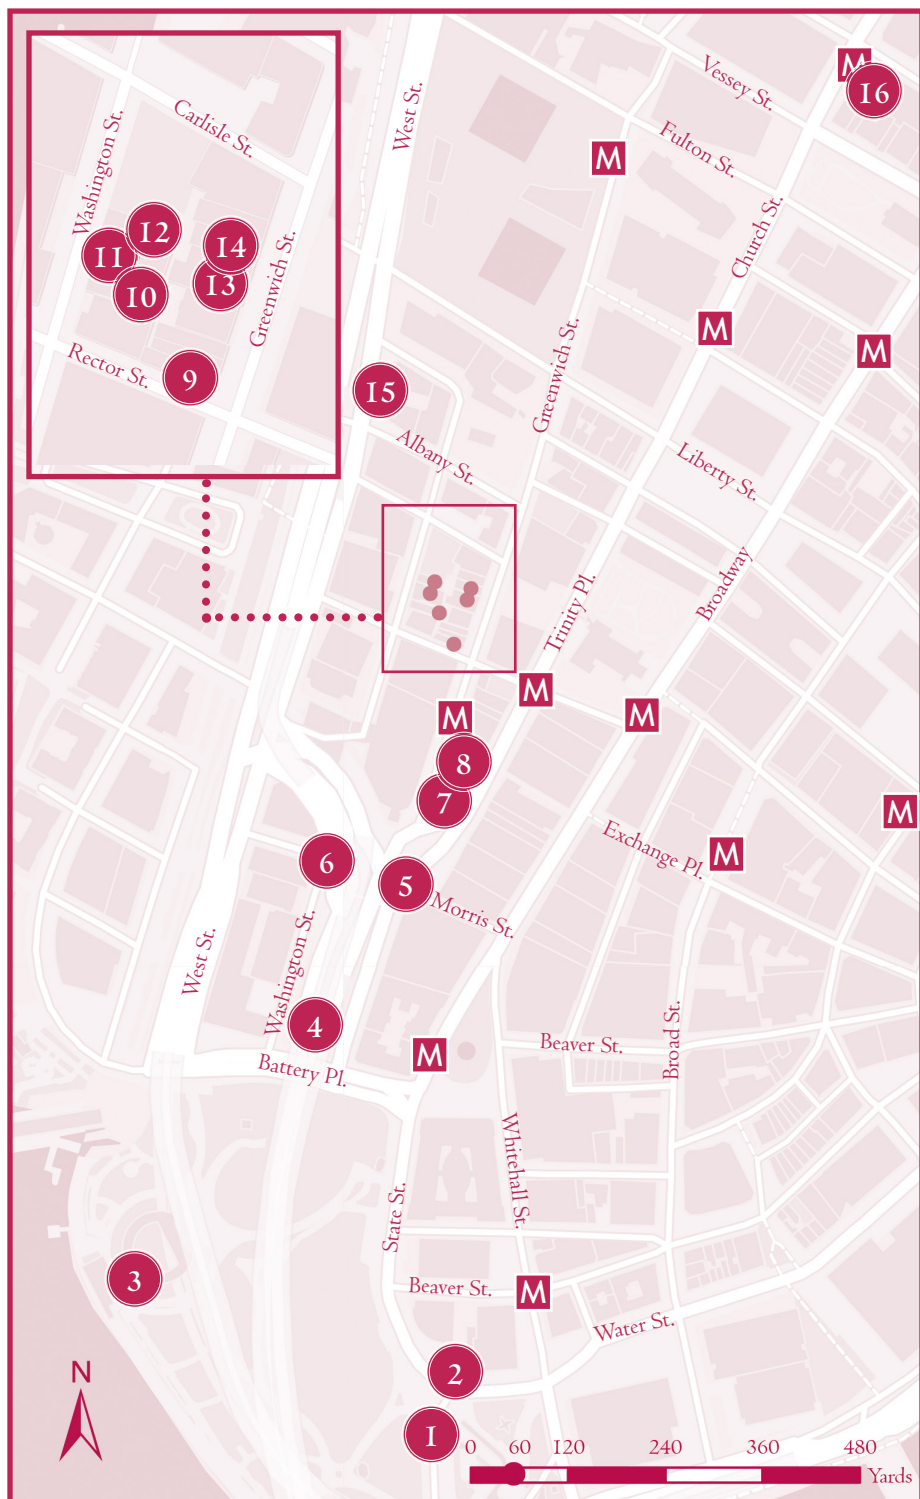 Vessey St.
M
16
West St.
Carlisle St.
Washington St.
M
Fulton St.
12
11
14
13
10
Greenwich St.
Church St.
Rector St.
9
M
M
Greenwich St.
15
Albany St.
Liberty St.
Trinity Pl.
Broadway
M
M
M
8
7
M
M
6
5
Exchange Pl.
Morris St.
West St.
Washington St.
4
Battery Pl.
M
Beaver St.
Broad St.
Whitehall St.
State St.
3
Beaver St.
M
Water St.
2
N
1
0 60 120 240 360 480
Yards